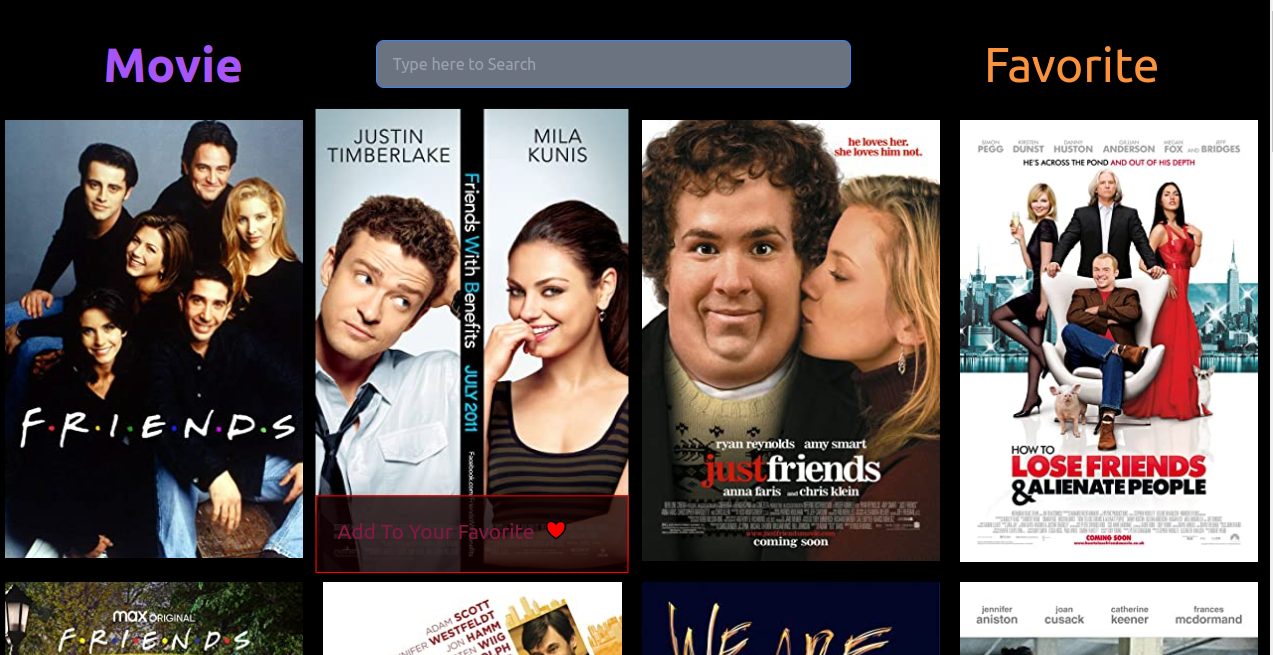 Movie
Type here to Search
Favorite
F·R·I·E·N·D·S
JUSTIN
TIMBERLAKE
MILA
KUNIS
Friends With Benefits JULY 2011
Add To Your Favorite
he loves her.
she loves him not.
ryan reynolds amy smart
just friends
anna faris and chris klein
www.justfriendsmovie.com
coming soon
SIMON PEGG KIRSTEN DUNST DANNY HUSTON GILLIAN ANDERSON MEGAN FOX AND JEFF BRIDGES
HE'S ACROSS THE POND AND OUT OF HIS DEPTH
HOW TO
LOSE FRIENDS
& ALIENATE PEOPLE
COMING SOON
max ORIGINAL
F·R·I·E·N·D·S
ADAM SCOTT
WESTFELDT
JON HAMM
WIIG
WE ARE
jennifer aniston
joan cusack
catherine keener
frances mcdormand